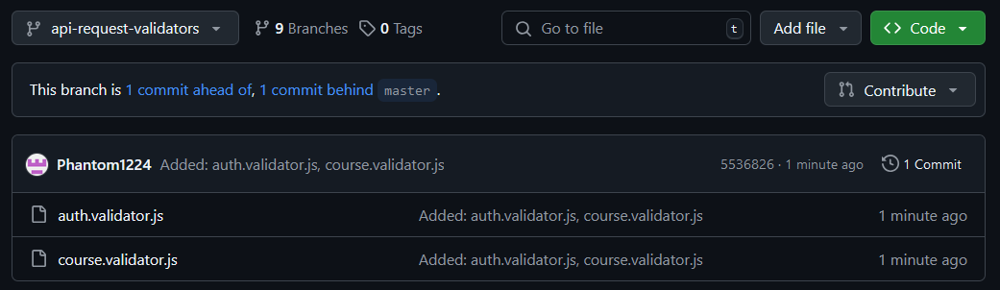 api-request-validators 9 Branches 0 Tags Go to file t Add file Code
This branch is 1 commit ahead of, 1 commit behind master. Contribute
Phantom1224 Added: auth.validator.js, course.validator.js 5536826 · 1 minute ago 1 Commit
auth.validator.js Added: auth.validator.js, course.validator.js 1 minute ago
course.validator.js Added: auth.validator.js, course.validator.js 1 minute ago